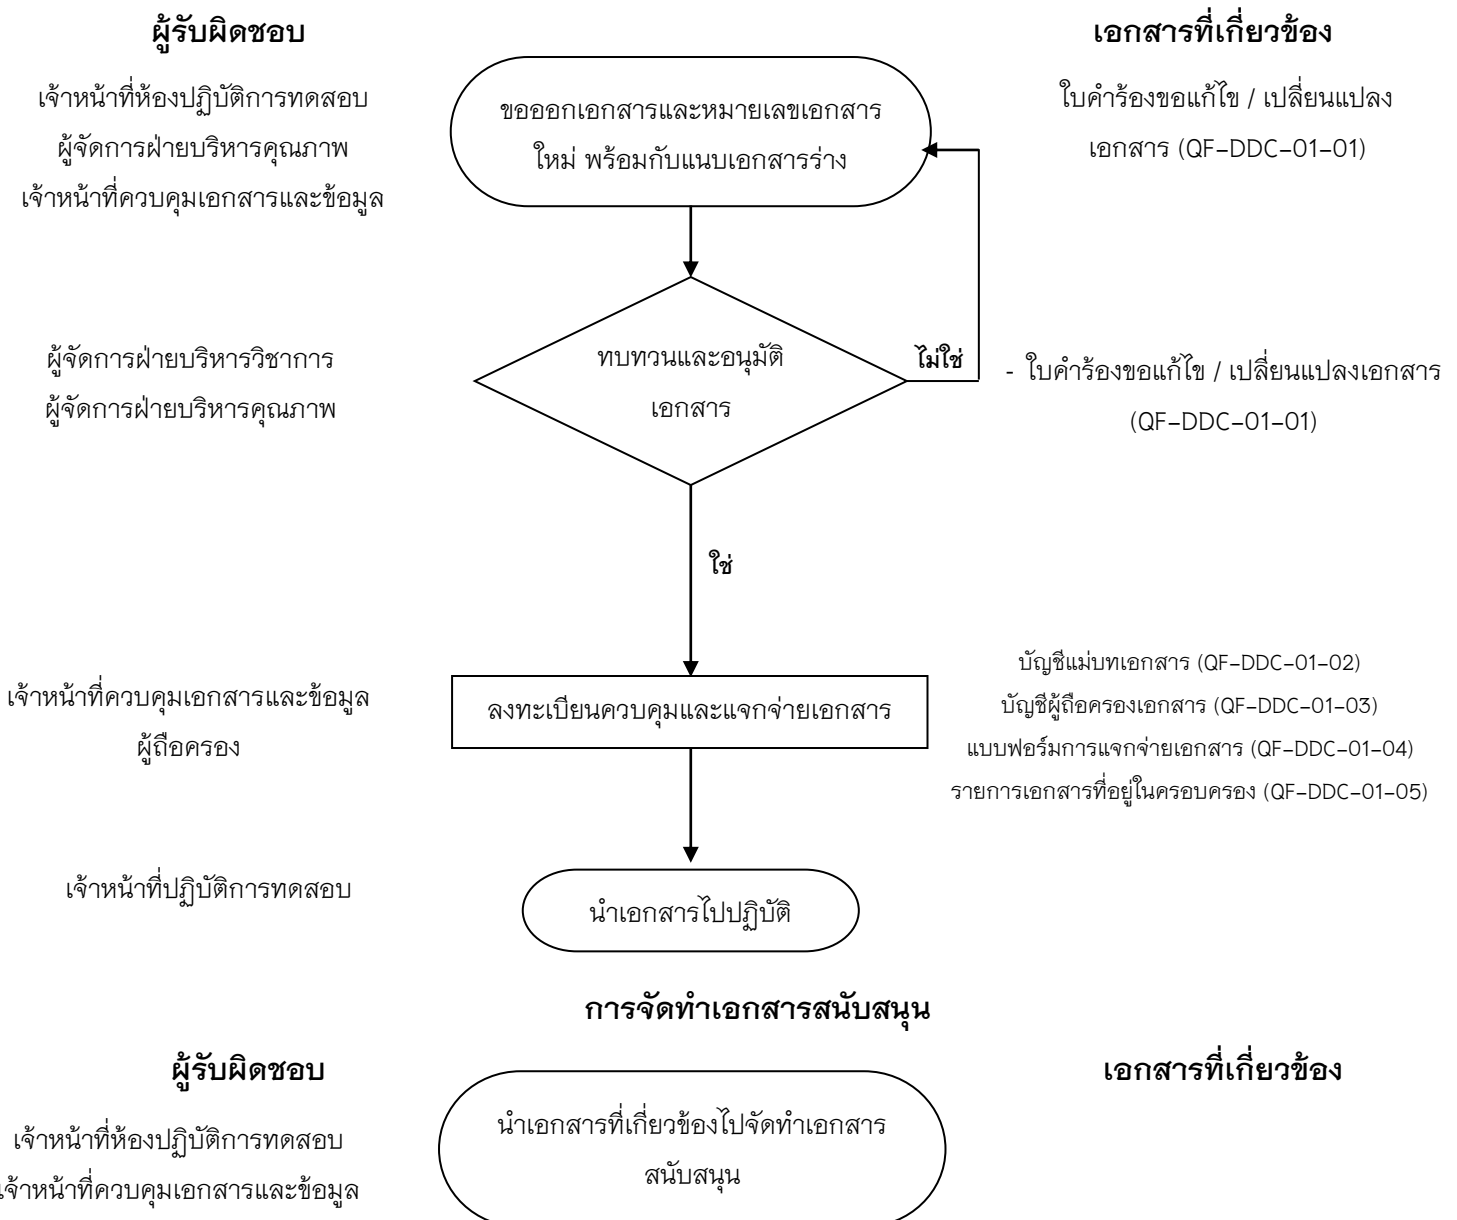 ผู้รับผิดชอบ
เอกสารที่เกี่ยวข้อง
เจ้าหน้าที่ห้องปฏิบัติการทดสอบ
ผู้จัดการฝ่ายบริหารคุณภาพ
เจ้าหน้าที่ควบคุมเอกสารและข้อมูล
ขอออกเอกสารและหมายเลขเอกสาร
ใหม่ พร้อมกับแนบเอกสารร่าง
ใบคำร้องขอแก้ไข / เปลี่ยนแปลง
เอกสาร (QF-DDC-01-01)
ผู้จัดการฝ่ายบริหารวิชาการ
ผู้จัดการฝ่ายบริหารคุณภาพ
ทบทวนและอนุมัติ
เอกสาร
ไม่ใช่
- ใบคำร้องขอแก้ไข / เปลี่ยนแปลงเอกสาร
(QF-DDC-01-01)
ใช่
เจ้าหน้าที่ควบคุมเอกสารและข้อมูล
ผู้ถือครอง
ลงทะเบียนควบคุมและแจกจ่ายเอกสาร
บัญชีแม่บทเอกสาร (QF-DDC-01-02)
บัญชีผู้ถือครองเอกสาร (QF-DDC-01-03)
แบบฟอร์มการแจกจ่ายเอกสาร (QF-DDC-01-04)
รายการเอกสารที่อยู่ในครอบครอง (QF-DDC-01-05)
เจ้าหน้าที่ปฏิบัติการทดสอบ
นำเอกสารไปปฏิบัติ
การจัดทำเอกสารสนับสนุน
ผู้รับผิดชอบ
เอกสารที่เกี่ยวข้อง
เจ้าหน้าที่ห้องปฏิบัติการทดสอบ
เจ้าหน้าที่ควบคุมเอกสารและข้อมูล
นำเอกสารที่เกี่ยวข้องไปจัดทำเอกสาร
สนับสนุน